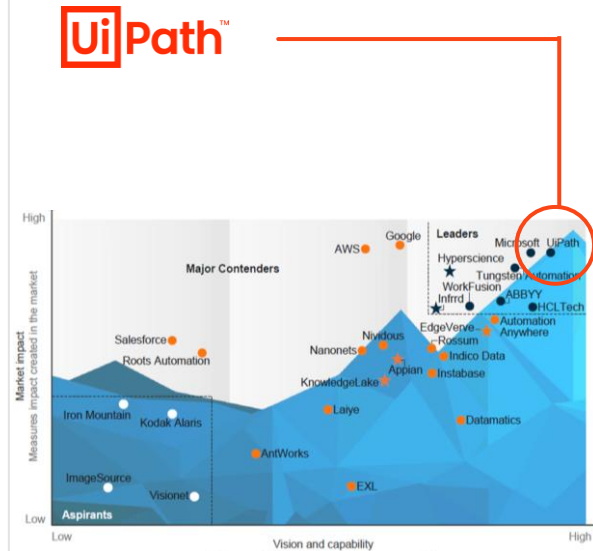 UiPath™
High
Leaders
Google
AWS
Microsoft UiPath
Hyperscience
Major Contenders
Tungsten Automation
WorkFusion
Infrrd
ABBYY
HCLTech
EdgeVerve
Automation
Anywhere
Salesforce
Roots Automation
Nividous
Rossum
Nanonets
Indico Data
Appian
KnowledgeLake
Instabase
Iron Mountain
Kodak Alaris
Laiye
Datamatics
AntWorks
ImageSource
Visionet
EXL
Aspirants
Low
Market impact
Measures impact created in the market
Low
High
Vision and capability